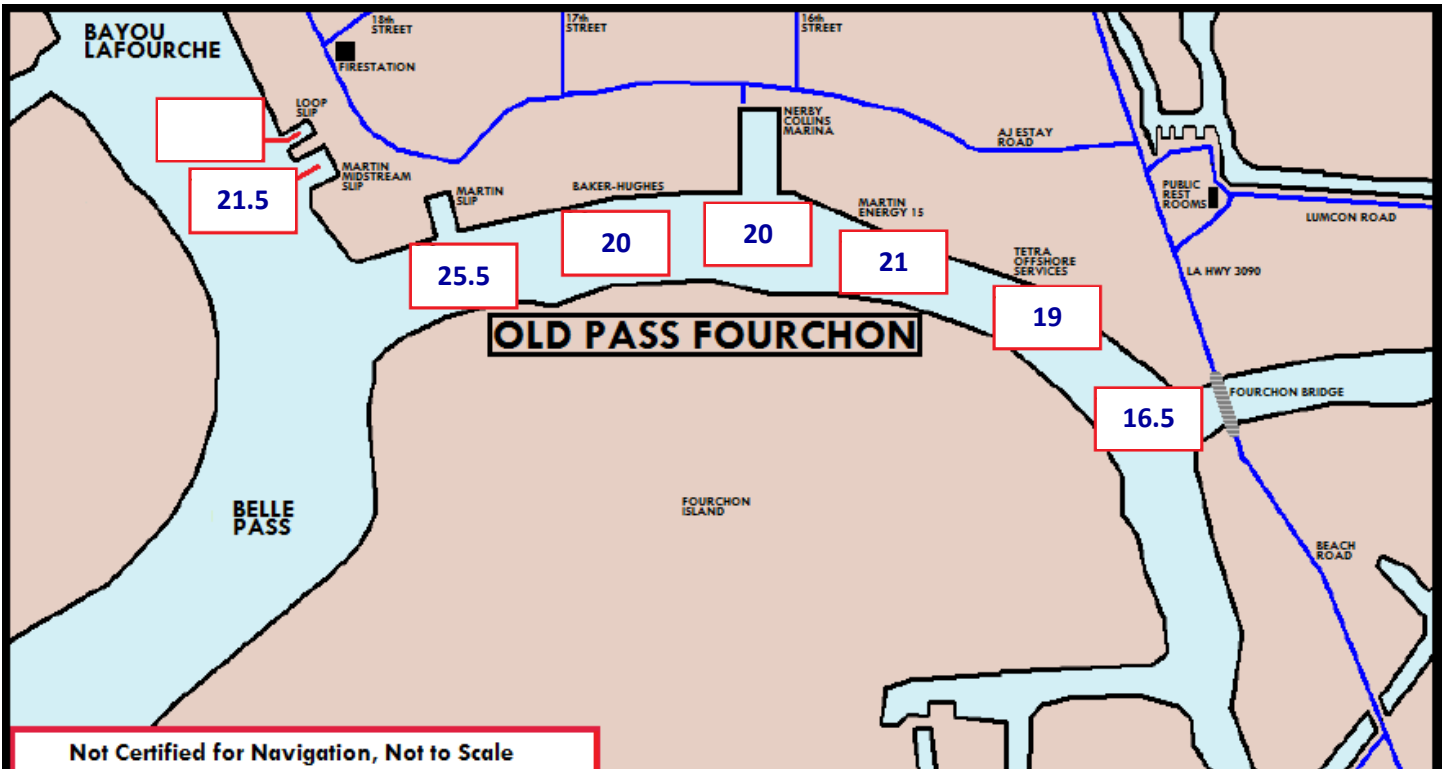 BAYOU
LAFOURCHE
18th
STREET
FIRESTATION
17th
STREET
16th
STREET
LOOP
SLIP
NERBY
COLLINS
MARINA
AJ ESTAY
ROAD
MARTIN
MIDSTREAM
SLIP
21.5
MARTIN
SLIP
BAKER-HUGHES
PUBLIC
REST
ROOMS
MARTIN
ENERGY 15
LUMCON ROAD
25.5
20
20
21
TETRA
OFFSHORE
SERVICES
LA HWY 3090
19
OLD PASS FOURCHON
FOURCHON BRIDGE
16.5
BELLE
PASS
FOURCHON
ISLAND
BEACH
ROAD
Not Certified for Navigation, Not to Scale